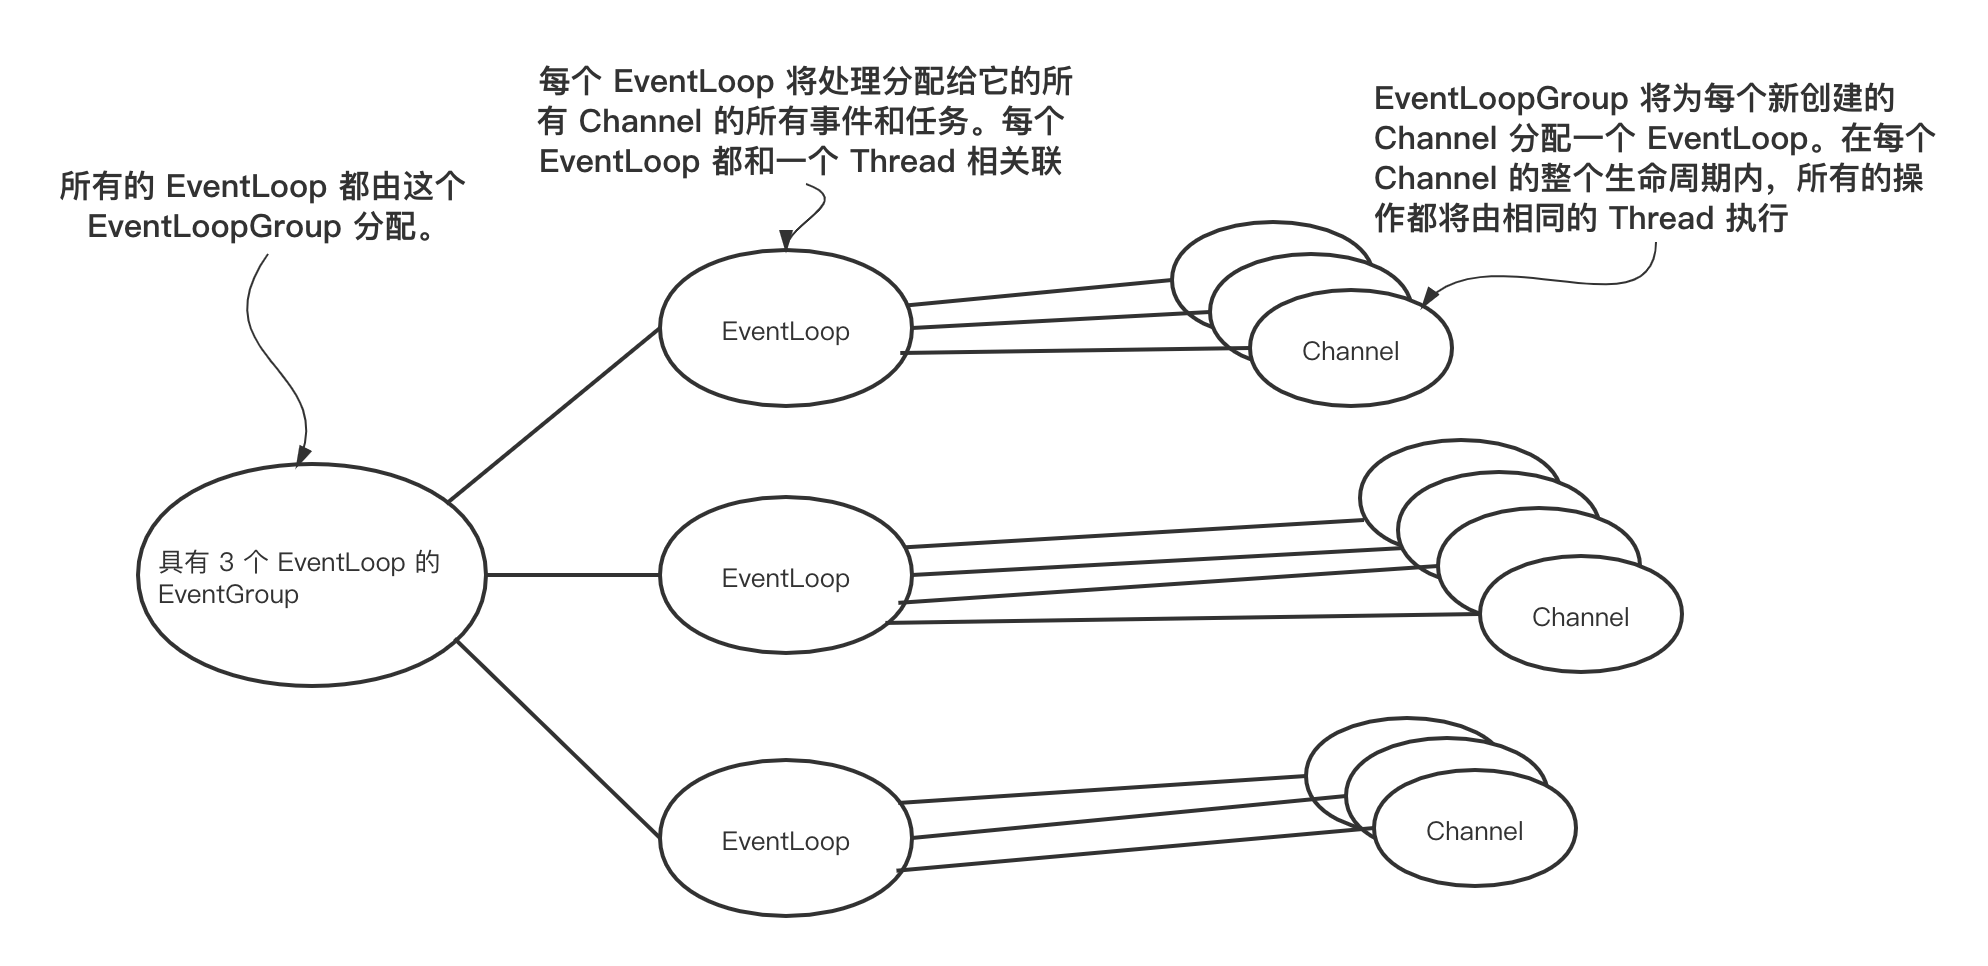 所有的 EventLoop 都由这个
EventLoopGroup 分配。
每个 EventLoop 将处理分配给它的所
有 Channel 的所有事件和任务。每个
EventLoop 都和一个 Thread 相关联
EventLoopGroup 将为每个新创建的
Channel 分配一个 EventLoop。在每个
Channel 的整个生命周期内，所有的操
作都将由相同的 Thread 执行
EventLoop
Channel
具有 3 个 EventLoop 的
EventGroup
EventLoop
Channel
EventLoop
Channel